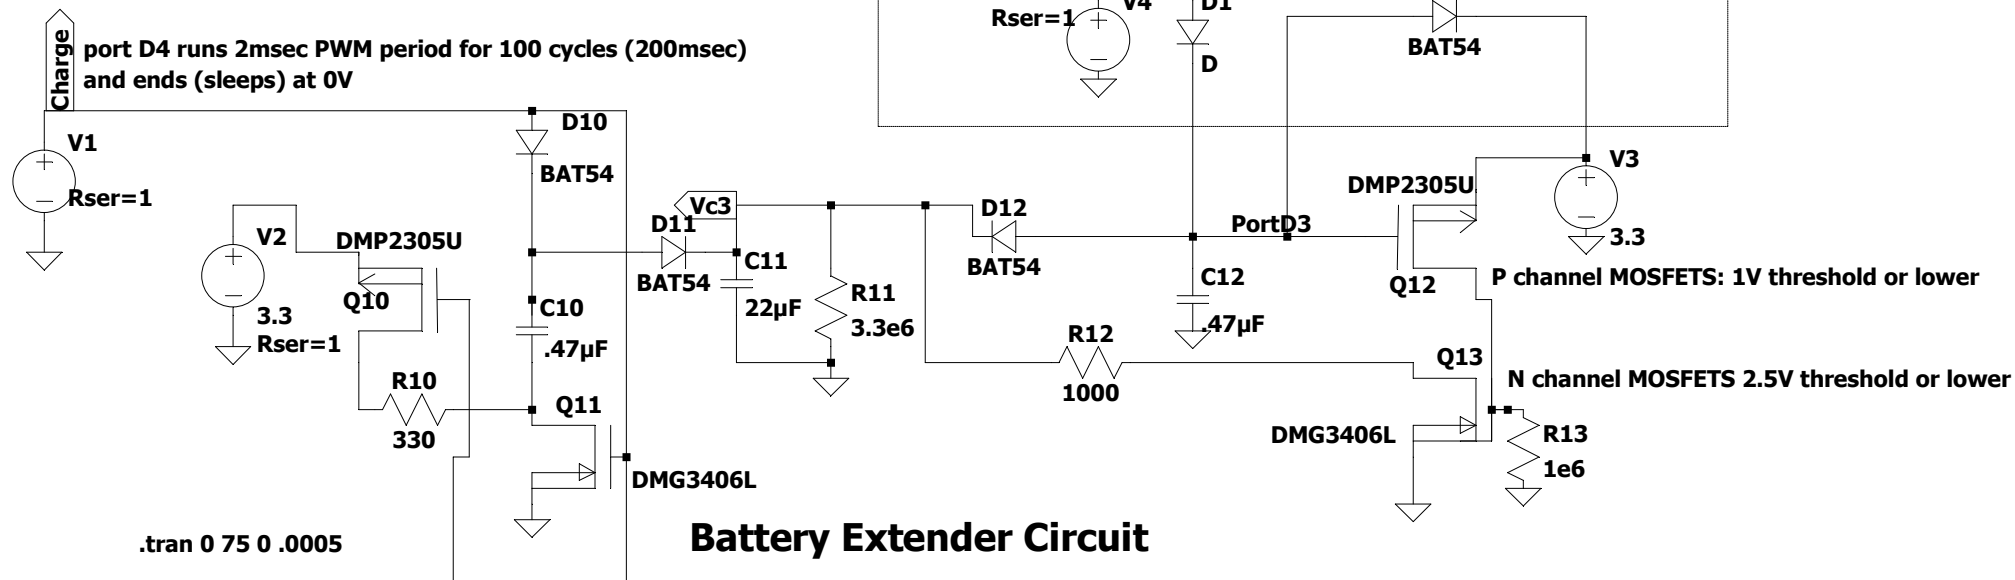 Charge
port D4 runs 2msec PWM period for 100 cycles (200msec)
and ends (sleeps) at 0V
V1
Rser=1
V2
3.3
Rser=1
DMP2305U
Q10
R10
330
D10
BAT54
C10
.47µF
Q11
DMG3406L
D11
BAT54
Vc3
C11
22µF
R11
3.3e6
D12
BAT54
R12
1000
V4
Rser=1
D1
D
BAT54
PortD3
C12
.47µF
DMP2305U
Q12
V3
3.3
P channel MOSFETS: 1V threshold or lower
Q13
DMG3406L
N channel MOSFETS 2.5V threshold or lower
R13
1e6
.tran 0 75 0 .0005
Battery Extender Circuit